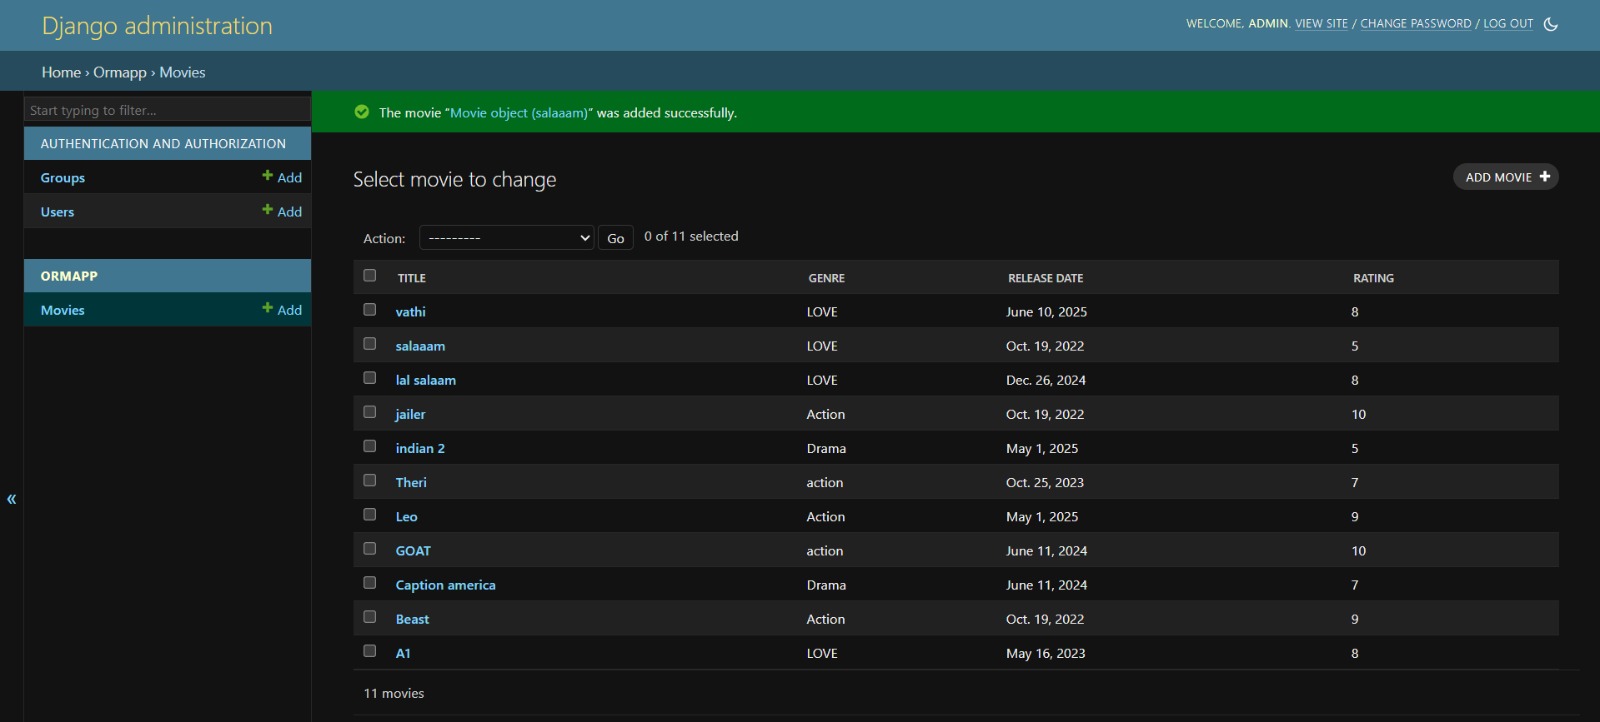 Django administration
WELCOME, ADMIN. VIEW SITE / CHANGE PASSWORD / LOG OUT
Home › Ormapp › Movies
Start typing to filter...
AUTHENTICATION AND AUTHORIZATION
Groups + Add
Users + Add
ORMAPP
Movies + Add
«
The movie “Movie object (salaaam)” was added successfully.
Select movie to change
ADD MOVIE +
Action: --------- Go 0 of 11 selected
TITLE GENRE RELEASE DATE RATING
vathi LOVE June 10, 2025 8
salaaam LOVE Oct. 19, 2022 5
lal salaam LOVE Dec. 26, 2024 8
jailer Action Oct. 19, 2022 10
indian 2 Drama May 1, 2025 5
Theri action Oct. 25, 2023 7
Leo Action May 1, 2025 9
GOAT action June 11, 2024 10
Caption america Drama June 11, 2024 7
Beast Action Oct. 19, 2022 9
A1 LOVE May 16, 2023 8
11 movies